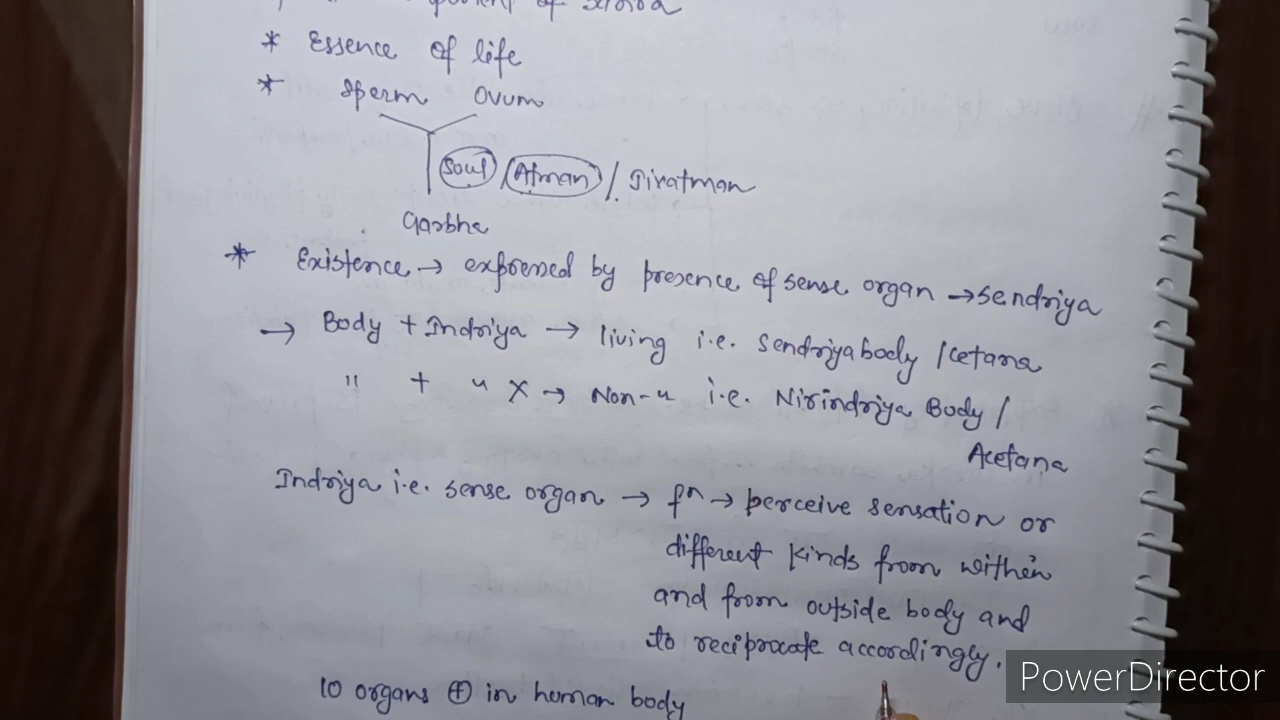 of
* Essence of life
* Sperm ovum
Soul / Atman / Jivatman
Garbha
* Existence → expressed by presence of sense organ → sendriya
→ Body + Indriya → living i.e. Sendriya body / Cetana
" + " X → Non-" i.e. Nirindriya Body /
Acetana
Indriya i.e. sense organ → fⁿ → perceive sensation or
different kinds from within
and from outside body and
to reciprocate accordingly.
10 organs ⊕ in human body
PowerDirector